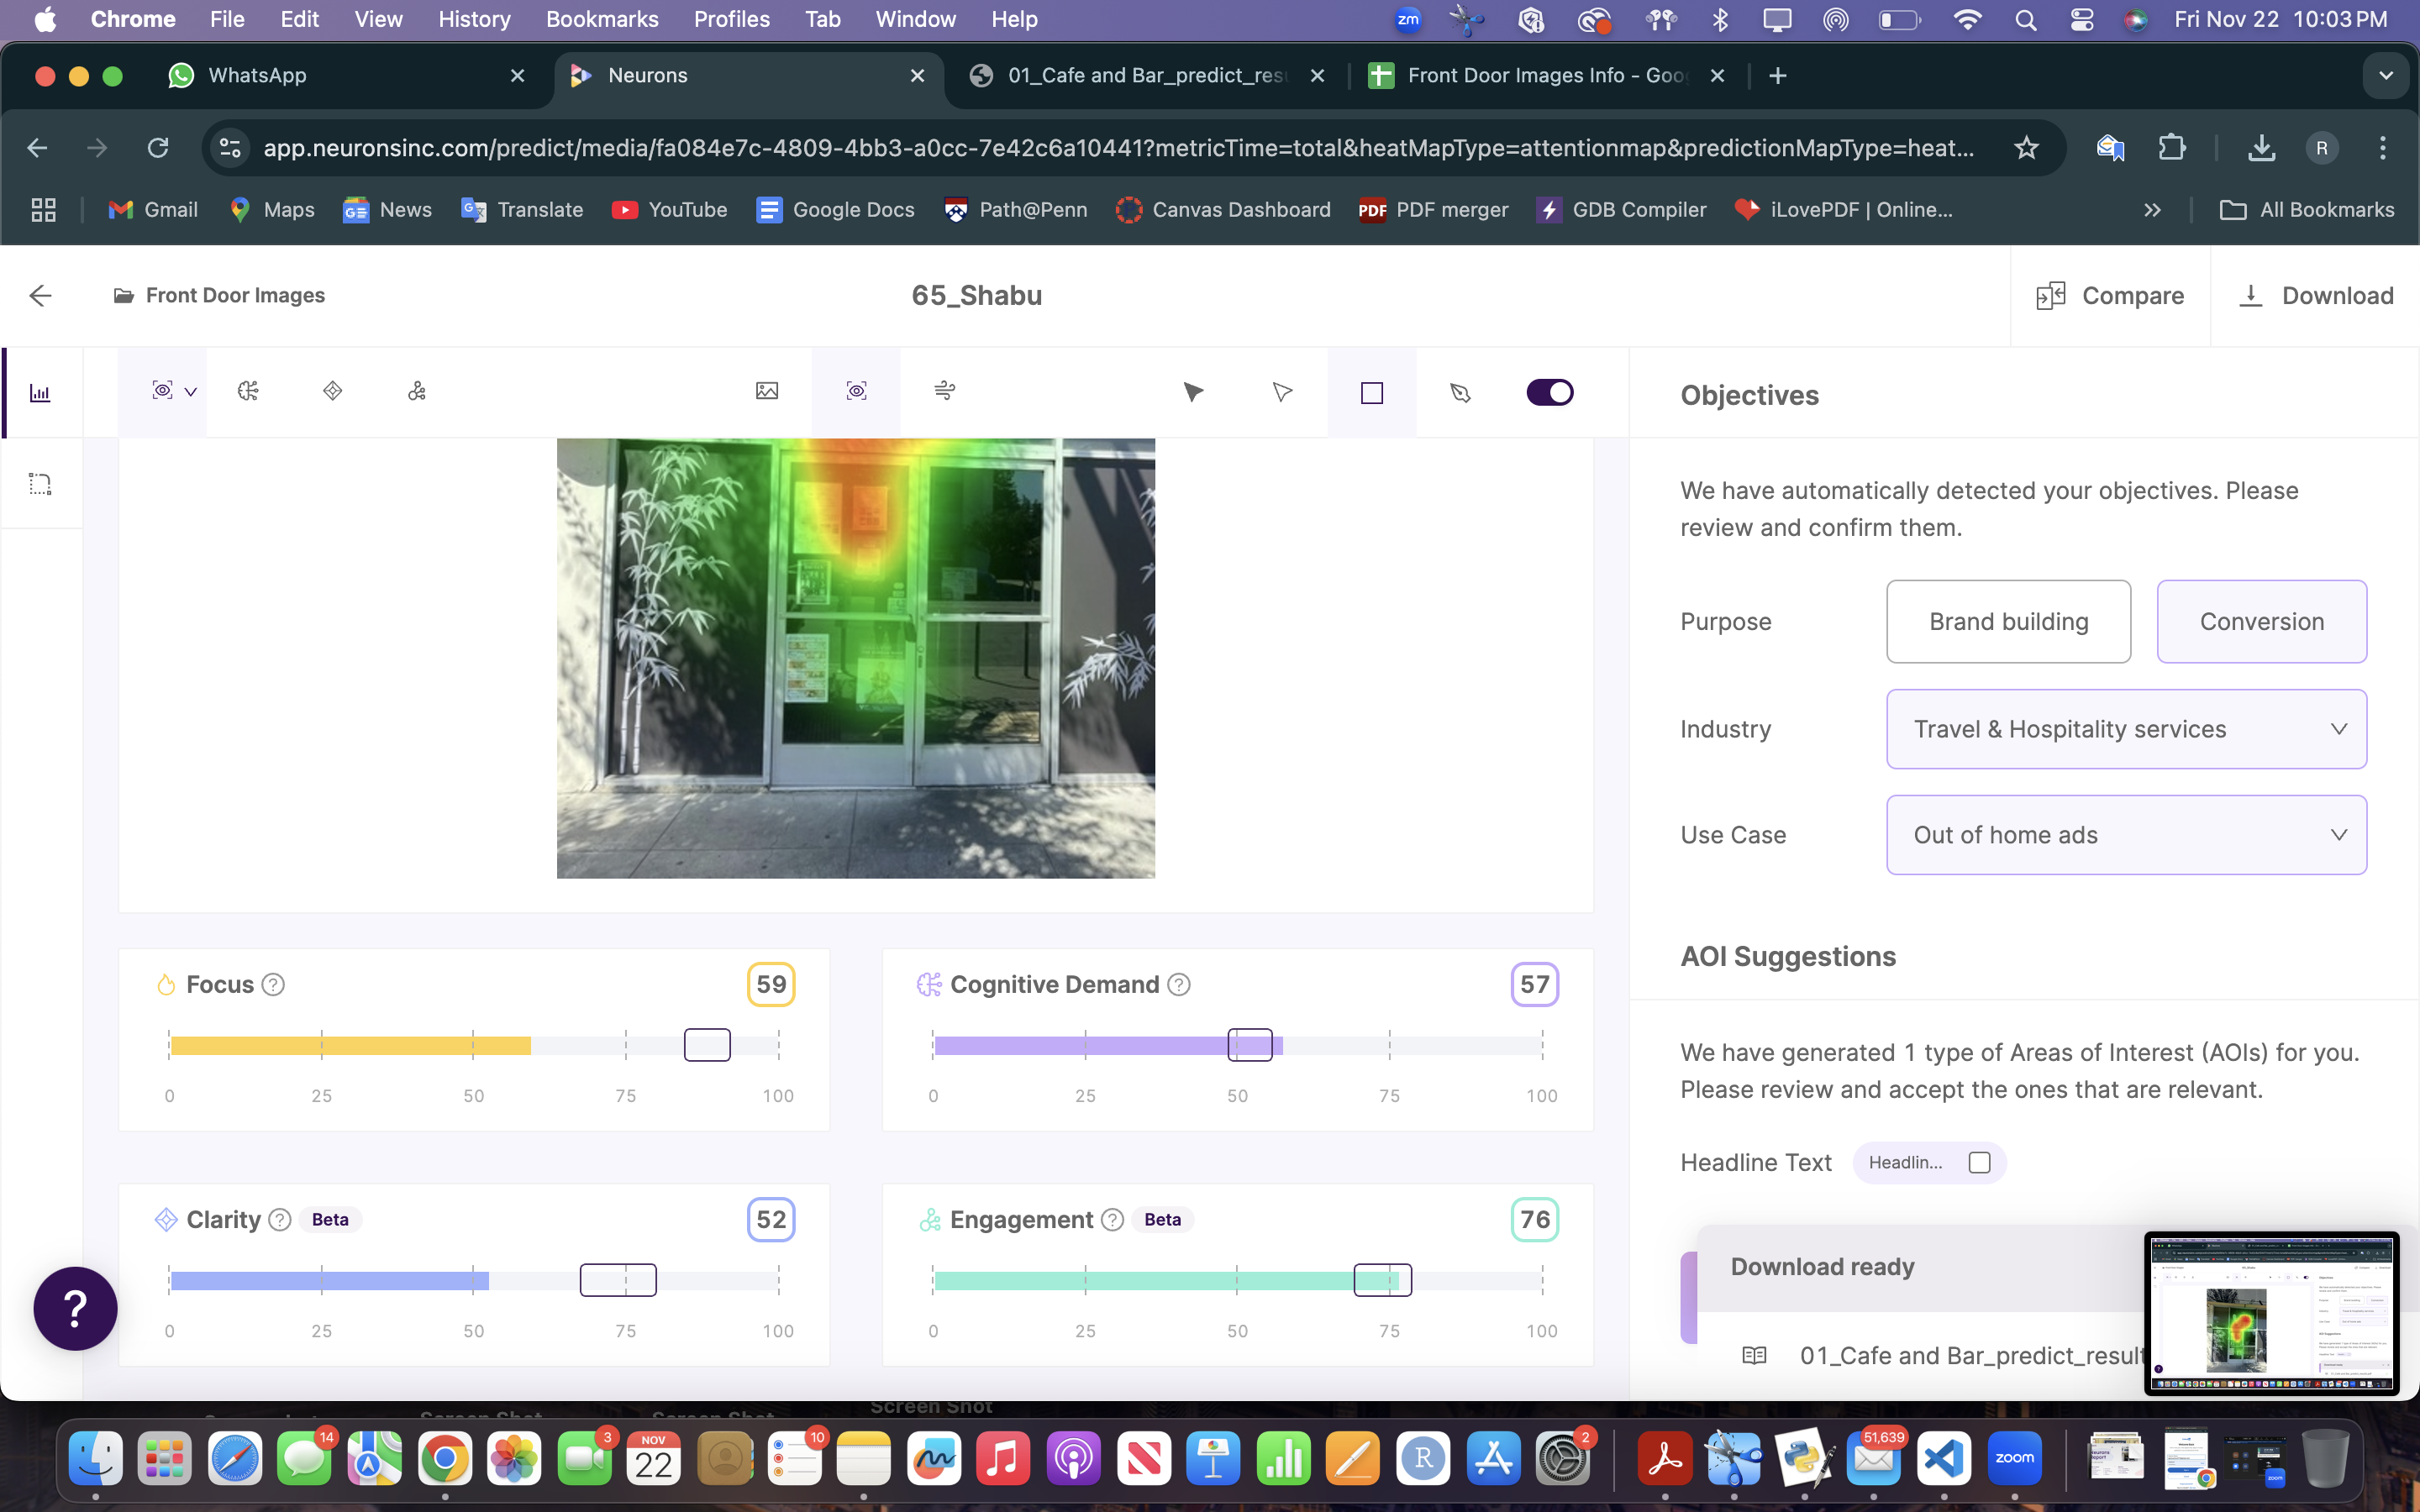 Chrome File Edit View History Bookmarks Profiles Tab Window Help
zm
Fri Nov 22 10:03 PM
WhatsApp
Neurons
01_Cafe and Bar_predict_resu
Front Door Images Info - Goo
app.neuronsinc.com/predict/media/fa084e7c-4809-4bb3-a0cc-7e42c6a10441?metricTime=total&heatMapType=attentionmap&predictionMapType=heat...
R
Gmail Maps News Translate YouTube Google Docs Path@Penn Canvas Dashboard PDF PDF merger GDB Compiler iLovePDF | Online... All Bookmarks
Front Door Images
65_Shabu
Compare
Download
Objectives
We have automatically detected your objectives. Please
review and confirm them.
Purpose
Brand building
Conversion
Industry
Travel & Hospitality services
Use Case
Out of home ads
AOI Suggestions
We have generated 1 type of Areas of Interest (AOIs) for you.
Please review and accept the ones that are relevant.
Headline Text
Headlin...
Download ready
01_Cafe and Bar_predict_result
Focus ? 59
0 25 50 75 100
Cognitive Demand ? 57
0 25 50 75 100
Clarity ? Beta 52
0 25 50 75 100
Engagement ? Beta 76
0 25 50 75 100
?
Screen Shot
14
3
NOV
22
10
2
51,639
R
zoom